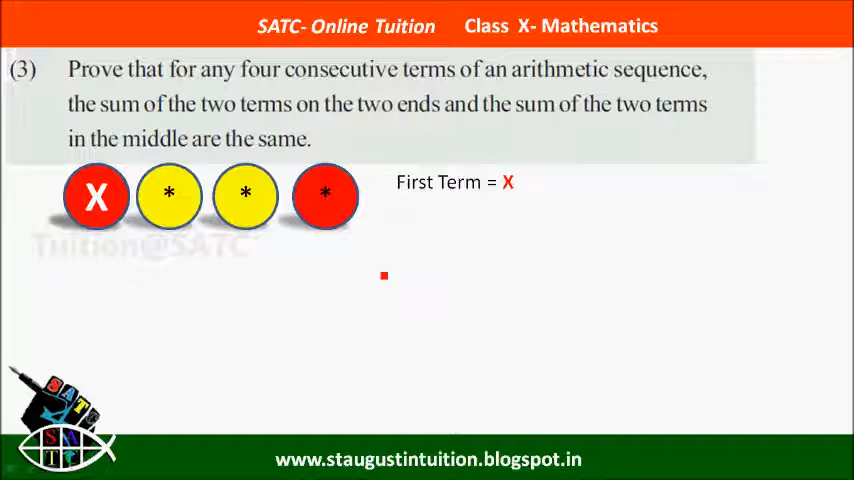 SATC- Online Tuition Class X- Mathematics
(3) Prove that for any four consecutive terms of an arithmetic sequence,
the sum of the two terms on the two ends and the sum of the two terms
in the middle are the same.
X * * * First Term = X
Tuition@SATC
SATC
SA
T
www.staugustintuition.blogspot.in